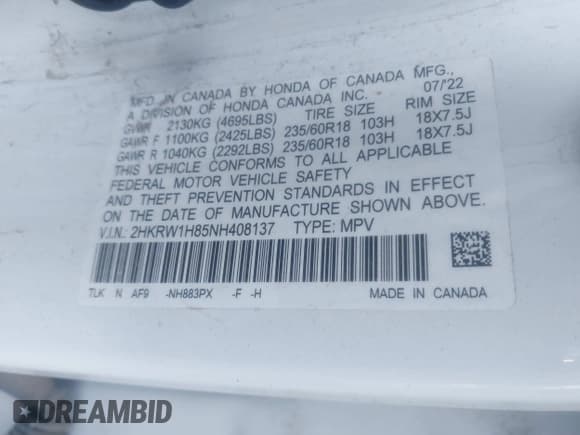 MFD. IN CANADA BY HONDA OF CANADA MFG.,
A DIVISION OF HONDA CANADA INC. 07/'22
GVWR 2130KG (4695LBS) TIRE SIZE RIM SIZE
GAWR F 1100KG (2425LBS) 235/60R18 103H 18X7.5J
GAWR R 1040KG (2292LBS) 235/60R18 103H 18X7.5J
THIS VEHICLE CONFORMS TO ALL APPLICABLE
FEDERAL MOTOR VEHICLE SAFETY
AND THEFT PREVENTION STANDARDS IN EFFECT
ON THE DATE OF MANUFACTURE SHOWN ABOVE.
V.I.N.: 2HKRW1H85NH408137 TYPE: MPV
TLK N AF9 -NH883PX -F -H MADE IN CANADA
DREAMBID